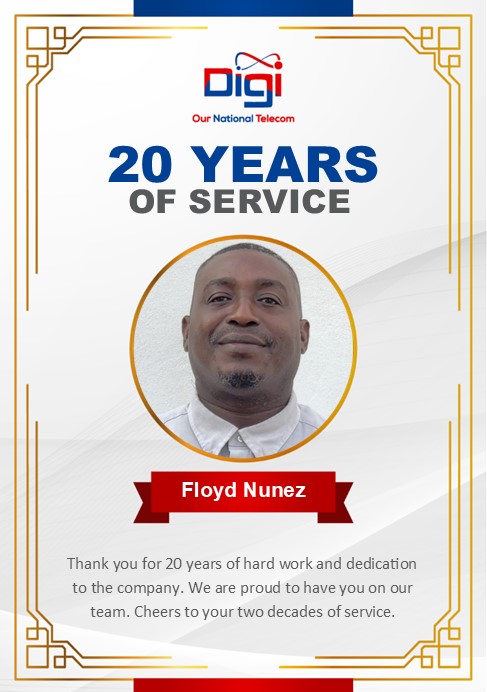 Digi
Our National Telecom
20 YEARS
OF SERVICE
Floyd Nunez
Thank you for 20 years of hard work and dedication
to the company. We are proud to have you on our
team. Cheers to your two decades of service.